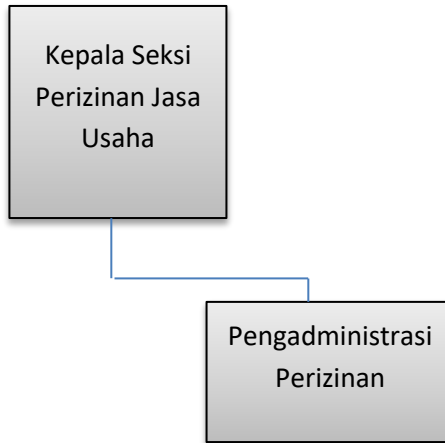 Kepala Seksi
Perizinan Jasa
Usaha
Pengadministrasi
Perizinan